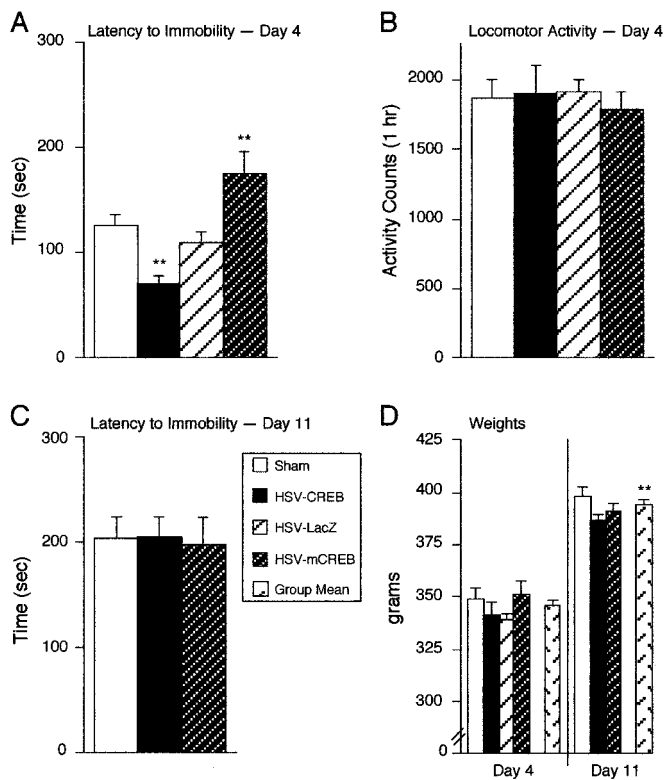 A
Latency to Immobility — Day 4
300
200
100
0
Time (sec)
**
**
B
Locomotor Activity — Day 4
2000
1500
1000
500
0
Activity Counts (1 hr)
C
Latency to Immobility — Day 11
300
200
100
0
Time (sec)
Sham
HSV-CREB
HSV-LacZ
HSV-mCREB
Group Mean
D
Weights
425
400
375
350
325
300
0
grams
**
Day 4
Day 11